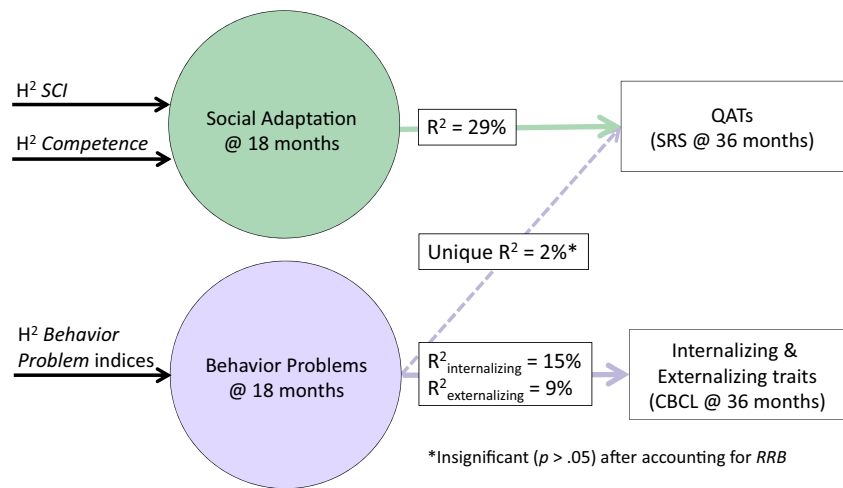 H² SCI
H² Competence
Social Adaptation
@ 18 months
R² = 29%
QATs
(SRS @ 36 months)
Unique R² = 2%*
H² Behavior
Problem indices
Behavior Problems
@ 18 months
R²internalizing = 15%
R²externalizing = 9%
Internalizing &
Externalizing traits
(CBCL @ 36 months)
*Insignificant (p > .05) after accounting for RRB